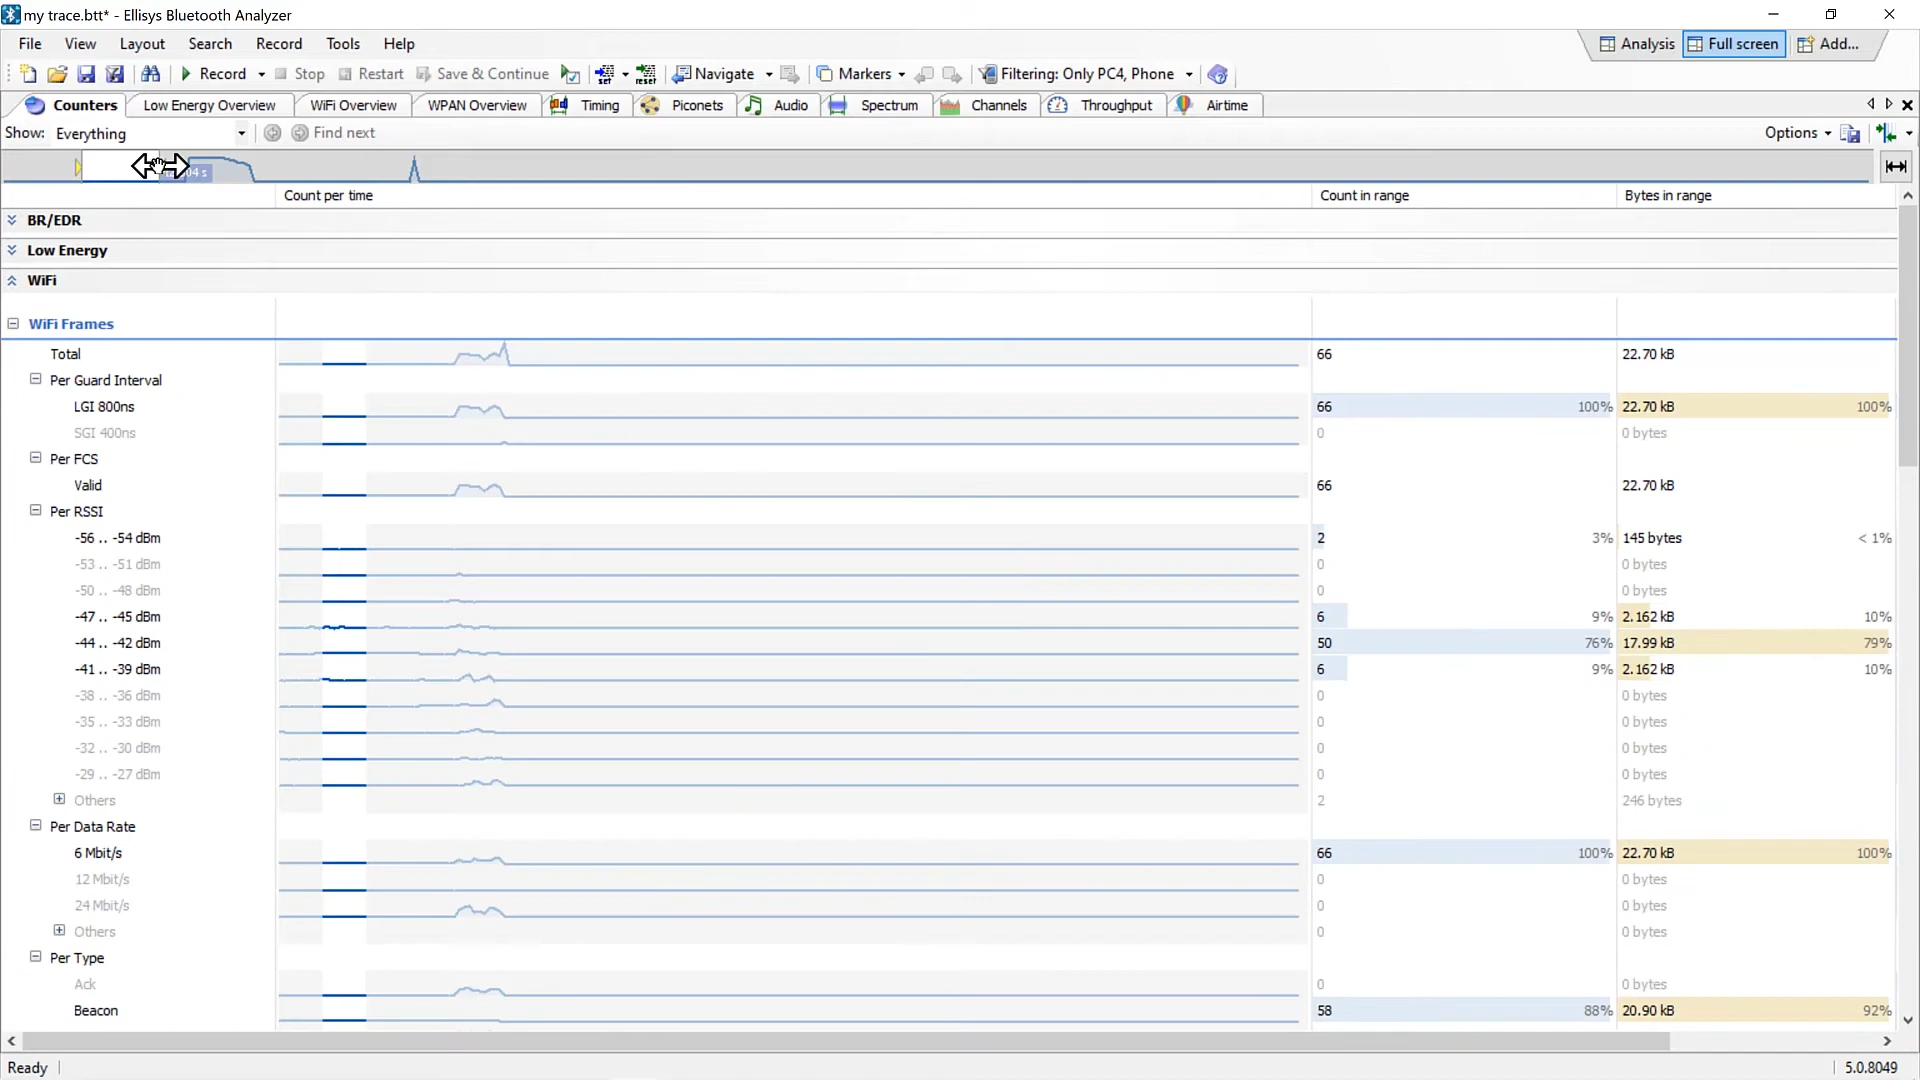 my trace.btt* - Ellisys Bluetooth Analyzer
File View Layout Search Record Tools Help
Analysis Full screen Add...
Record Stop Restart Save & Continue Navigate Markers Filtering: Only PC4, Phone
Counters Low Energy Overview WiFi Overview WPAN Overview Timing Piconets Audio Spectrum Channels Throughput Airtime
Show: Everything Find next Options
Count per time Count in range Bytes in range
BR/EDR
Low Energy
WiFi
WiFi Frames
Total 66 22.70 kB
Per Guard Interval
LGI 800ns 66 100% 22.70 kB 100%
SGI 400ns 0 0 bytes
Per FCS
Valid 66 22.70 kB
Per RSSI
-56 .. -54 dBm 2 3% 145 bytes < 1%
-53 .. -51 dBm 0 0 bytes
-50 .. -48 dBm 0 0 bytes
-47 .. -45 dBm 6 9% 2.162 kB 10%
-44 .. -42 dBm 50 76% 17.99 kB 79%
-41 .. -39 dBm 6 9% 2.162 kB 10%
-38 .. -36 dBm 0 0 bytes
-35 .. -33 dBm 0 0 bytes
-32 .. -30 dBm 0 0 bytes
-29 .. -27 dBm 0 0 bytes
Others 2 246 bytes
Per Data Rate
6 Mbit/s 66 100% 22.70 kB 100%
12 Mbit/s 0 0 bytes
24 Mbit/s 0 0 bytes
Others 0 0 bytes
Per Type
Ack 0 0 bytes
Beacon 58 88% 20.90 kB 92%
Ready 5.0.8049